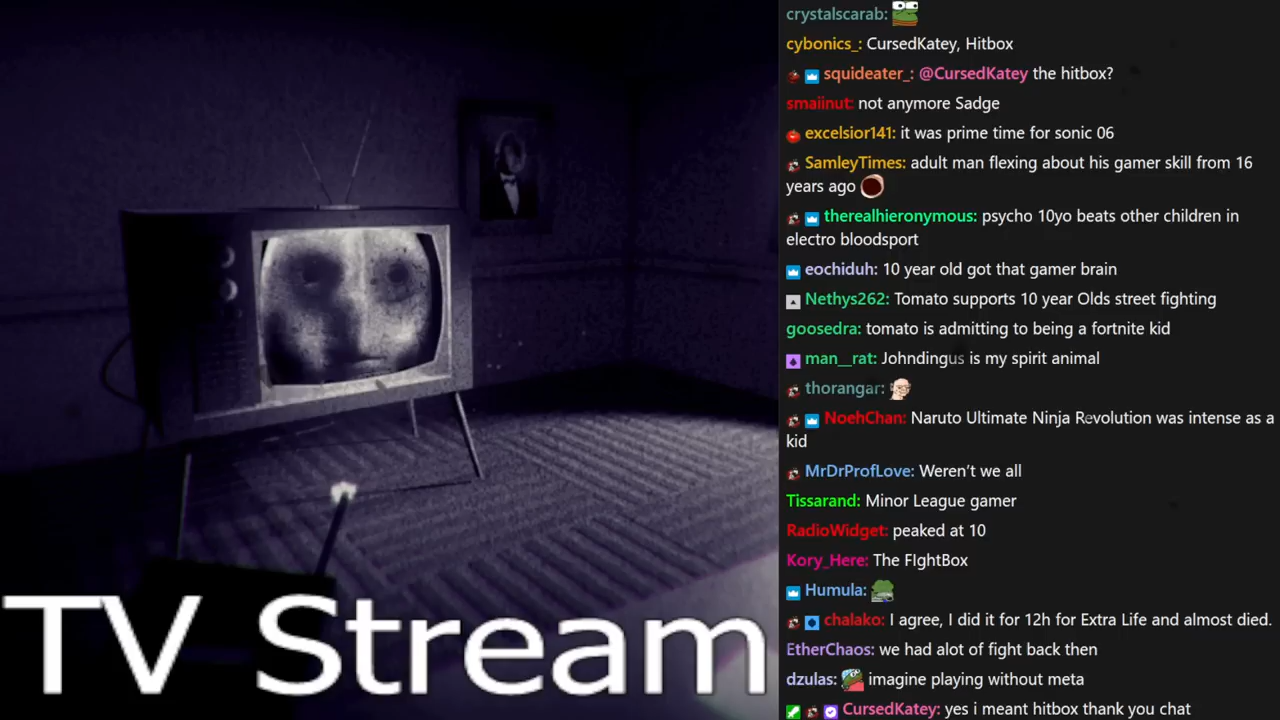 crystalscarab:
cybonics_: CursedKatey, Hitbox
squideater_: @CursedKatey the hitbox?
smaiinut: not anymore Sadge
excelsior141: it was prime time for sonic 06
SamleyTimes: adult man flexing about his gamer skill from 16
years ago
therealhieronymous: psycho 10yo beats other children in
electro bloodsport
eochiduh: 10 year old got that gamer brain
Nethys262: Tomato supports 10 year Olds street fighting
goosedra: tomato is admitting to being a fortnite kid
man__rat: Johndingus is my spirit animal
thorangar:
NoehChan: Naruto Ultimate Ninja Revolution was intense as a
kid
MrDrProfLove: Weren’t we all
Tissarand: Minor League gamer
RadioWidget: peaked at 10
Kory_Here: The FIghtBox
Humula:
chalako: I agree, I did it for 12h for Extra Life and almost died.
EtherChaos: we had alot of fight back then
dzulas: imagine playing without meta
CursedKatey: yes i meant hitbox thank you chat
TV Stream